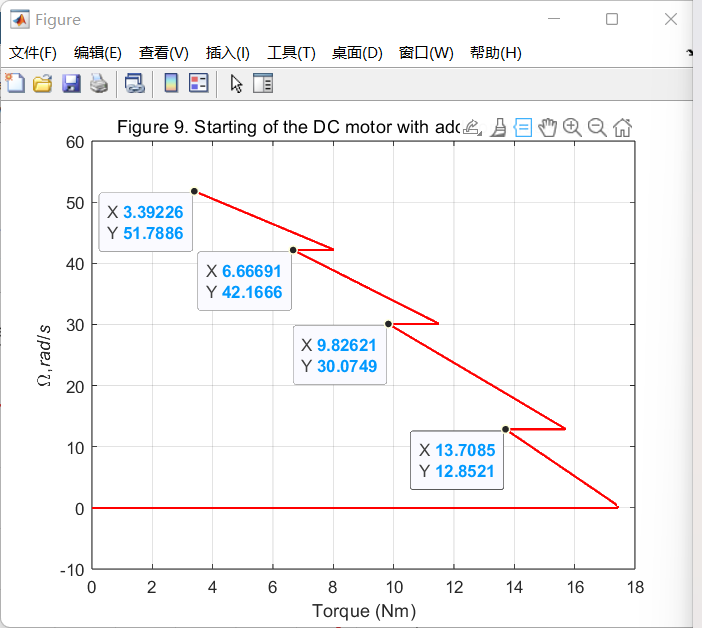 Figure
文件(F) 编辑(E) 查看(V) 插入(I) 工具(T) 桌面(D) 窗口(W) 帮助(H)
Figure 9. Starting of the DC motor with
60
50
40
30
20
10
0
-10
Ω,rad/s
X 3.39226
Y 51.7886
X 6.66691
Y 42.1666
X 9.82621
Y 30.0749
X 13.7085
Y 12.8521
0 2 4 6 8 10 12 14 16 18
Torque (Nm)